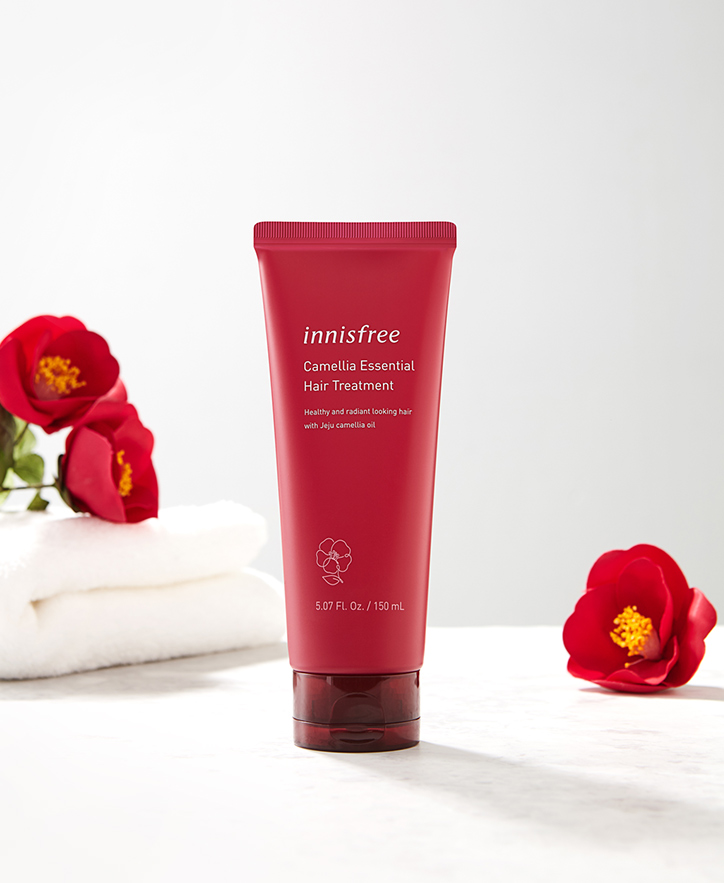 innisfree
Camellia Essential
Hair Treatment
Healthy and radiant looking hair
with Jeju camellia oil
5.07 Fl. Oz. / 150 mL